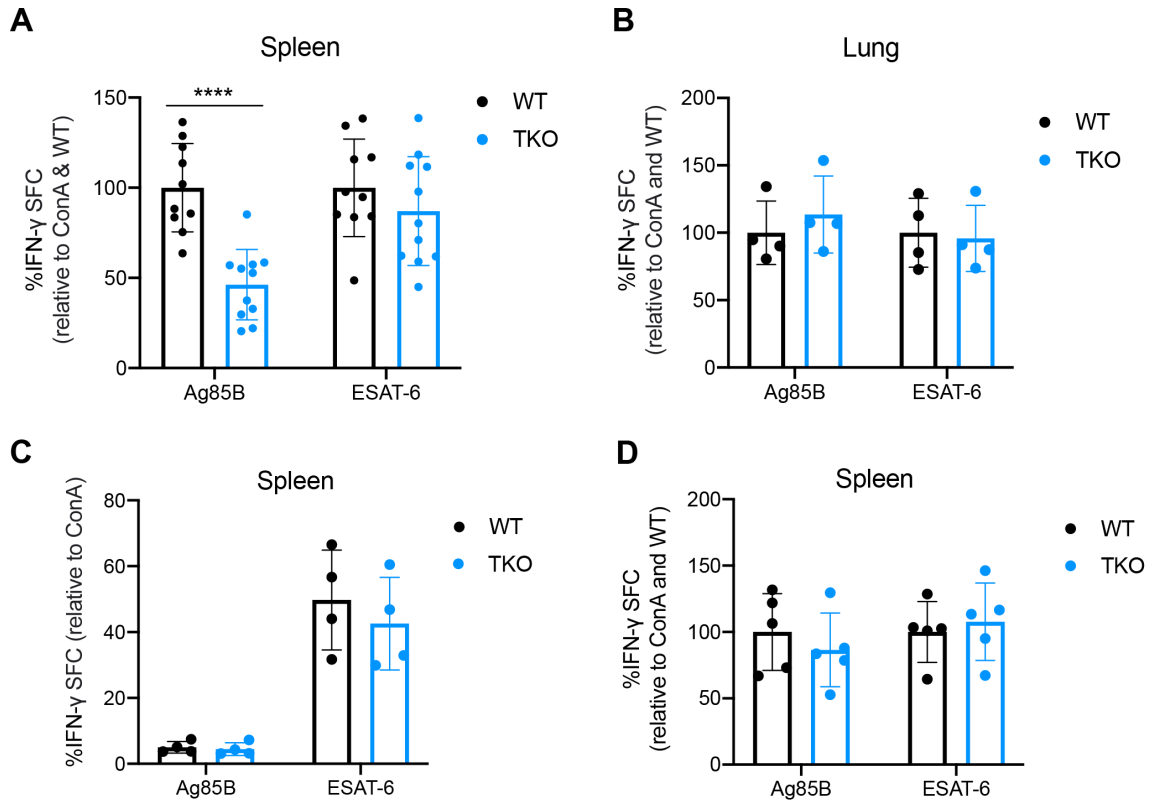 A
Spleen
%IFN-γ SFC
(relative to ConA & WT)
150
100
50
0
****
Ag85B
ESAT-6
WT
TKO
B
Lung
%IFN-γ SFC
(relative to ConA and WT)
200
150
100
50
0
Ag85B
ESAT-6
WT
TKO
C
Spleen
%IFN-γ SFC (relative to ConA)
80
60
40
20
0
Ag85B
ESAT-6
WT
TKO
D
Spleen
%IFN-γ SFC
(relative to ConA and WT)
200
150
100
50
0
Ag85B
ESAT-6
WT
TKO